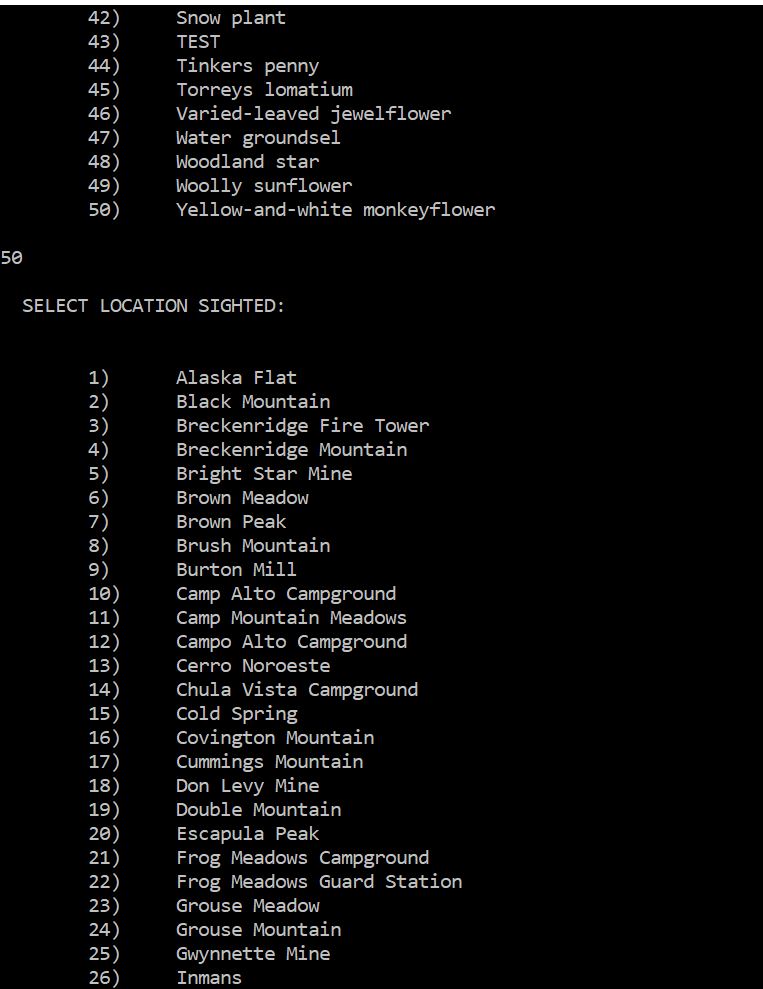 42) Snow plant
43) TEST
44) Tinkers penny
45) Torreys lomatium
46) Varied-leaved jewelflower
47) Water groundsel
48) Woodland star
49) Woolly sunflower
50) Yellow-and-white monkeyflower
50
SELECT LOCATION SIGHTED:
1) Alaska Flat
2) Black Mountain
3) Breckenridge Fire Tower
4) Breckenridge Mountain
5) Bright Star Mine
6) Brown Meadow
7) Brown Peak
8) Brush Mountain
9) Burton Mill
10) Camp Alto Campground
11) Camp Mountain Meadows
12) Campo Alto Campground
13) Cerro Noroeste
14) Chula Vista Campground
15) Cold Spring
16) Covington Mountain
17) Cummings Mountain
18) Don Levy Mine
19) Double Mountain
20) Escapula Peak
21) Frog Meadows Campground
22) Frog Meadows Guard Station
23) Grouse Meadow
24) Grouse Mountain
25) Gwynnette Mine
26) Inmans